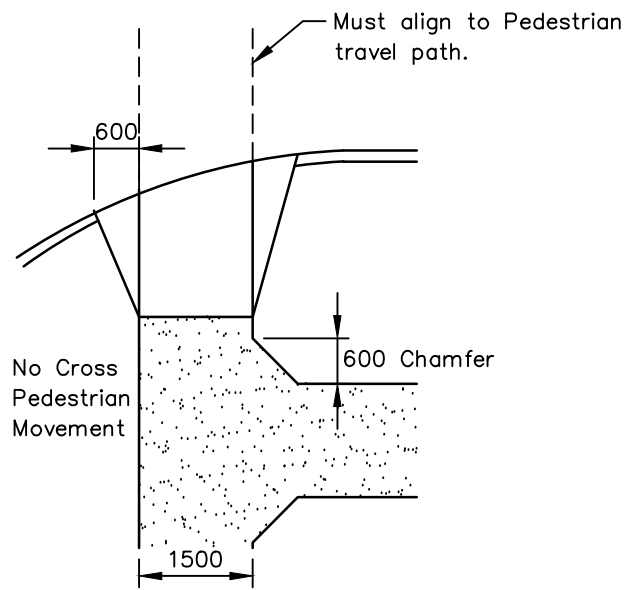 Must align to Pedestrian
travel path.
600
600 Chamfer
No Cross
Pedestrian
Movement
1500